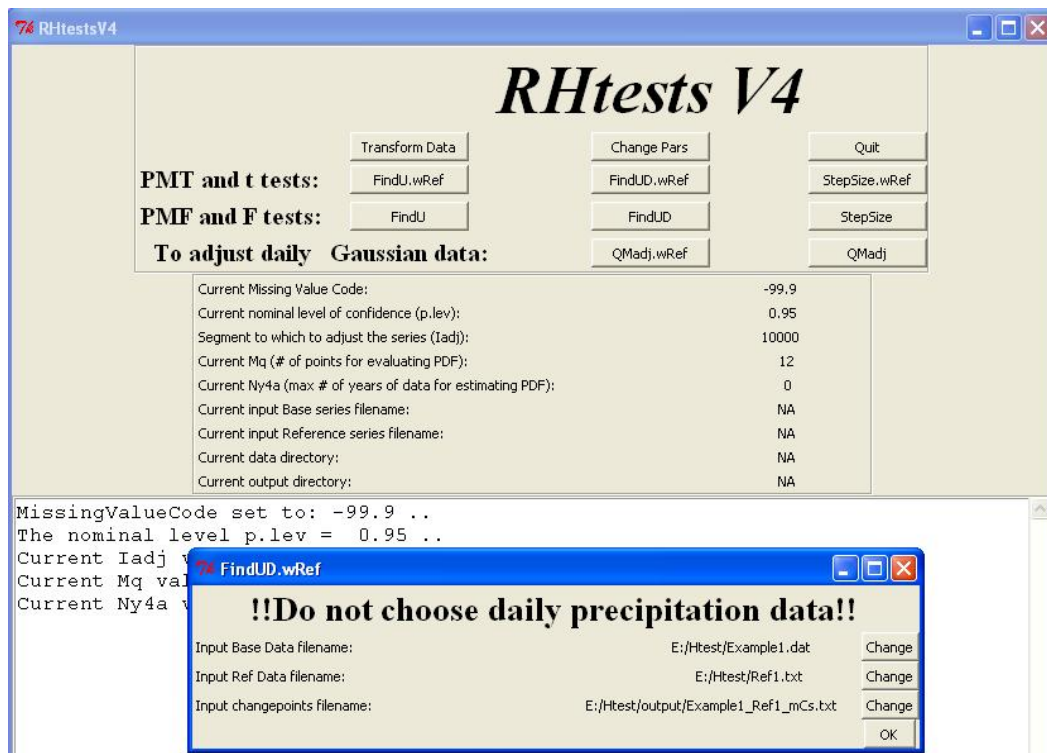 RHtestsV4
RHtests V4
Transform Data Change Pars Quit
PMT and t tests: FindU.wRef FindUD.wRef StepSize.wRef
PMF and F tests: FindU FindUD StepSize
To adjust daily Gaussian data: QMadj.wRef QMadj
Current Missing Value Code: -99.9
Current nominal level of confidence (p.lev): 0.95
Segment to which to adjust the series (Iadj): 10000
Current Mq (# of points for evaluating PDF): 12
Current Ny4a (max # of years of data for estimating PDF): 0
Current input Base series filename: NA
Current input Reference series filename: NA
Current data directory: NA
Current output directory: NA
MissingValueCode set to: -99.9 ..
The nominal level p.lev = 0.95 ..
Current Iadj v
Current Mq val
Current Ny4a v
FindUD.wRef
!!Do not choose daily precipitation data!!
Input Base Data filename: E:/Htest/Example1.dat Change
Input Ref Data filename: E:/Htest/Ref1.txt Change
Input changepoints filename: E:/Htest/output/Example1_Ref1_mCs.txt Change
OK